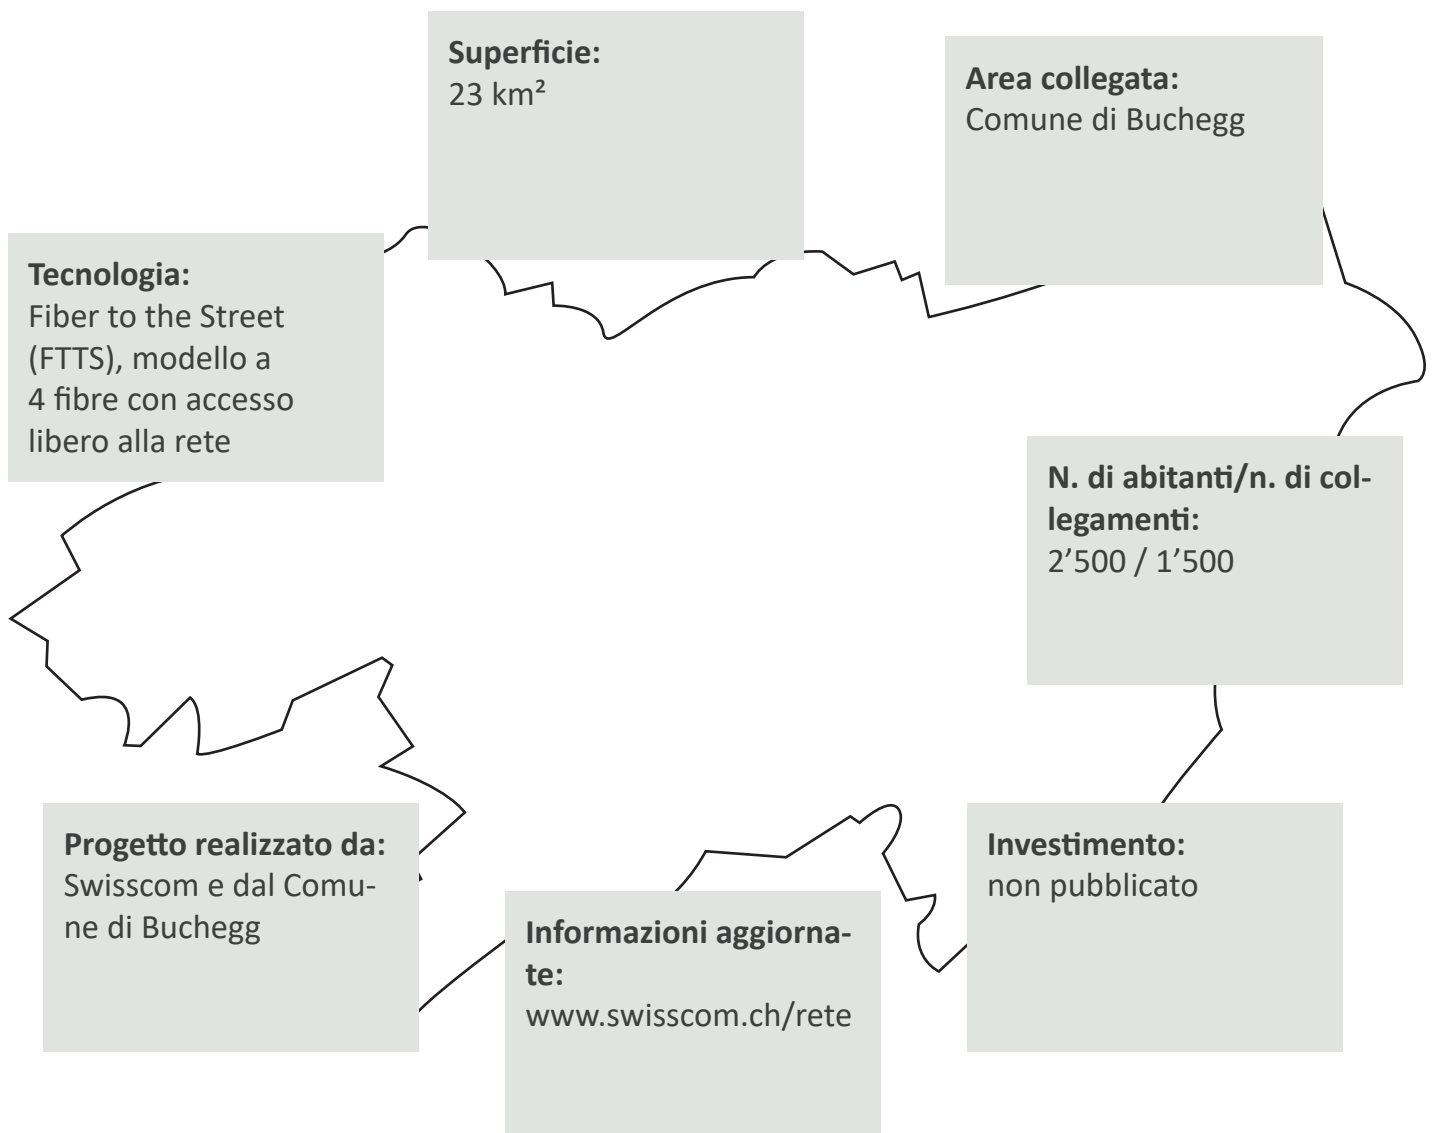 Superficie:
23 km²
Area collegata:
Comune di Buchegg
Tecnologia:
Fiber to the Street
(FTTS), modello a
4 fibre con accesso
libero alla rete
N. di abitanti/n. di col-
legamenti:
2’500 / 1’500
Progetto realizzato da:
Swisscom e dal Comu-
ne di Buchegg
Informazioni aggiorna-
te:
www.swisscom.ch/rete
Investimento:
non pubblicato